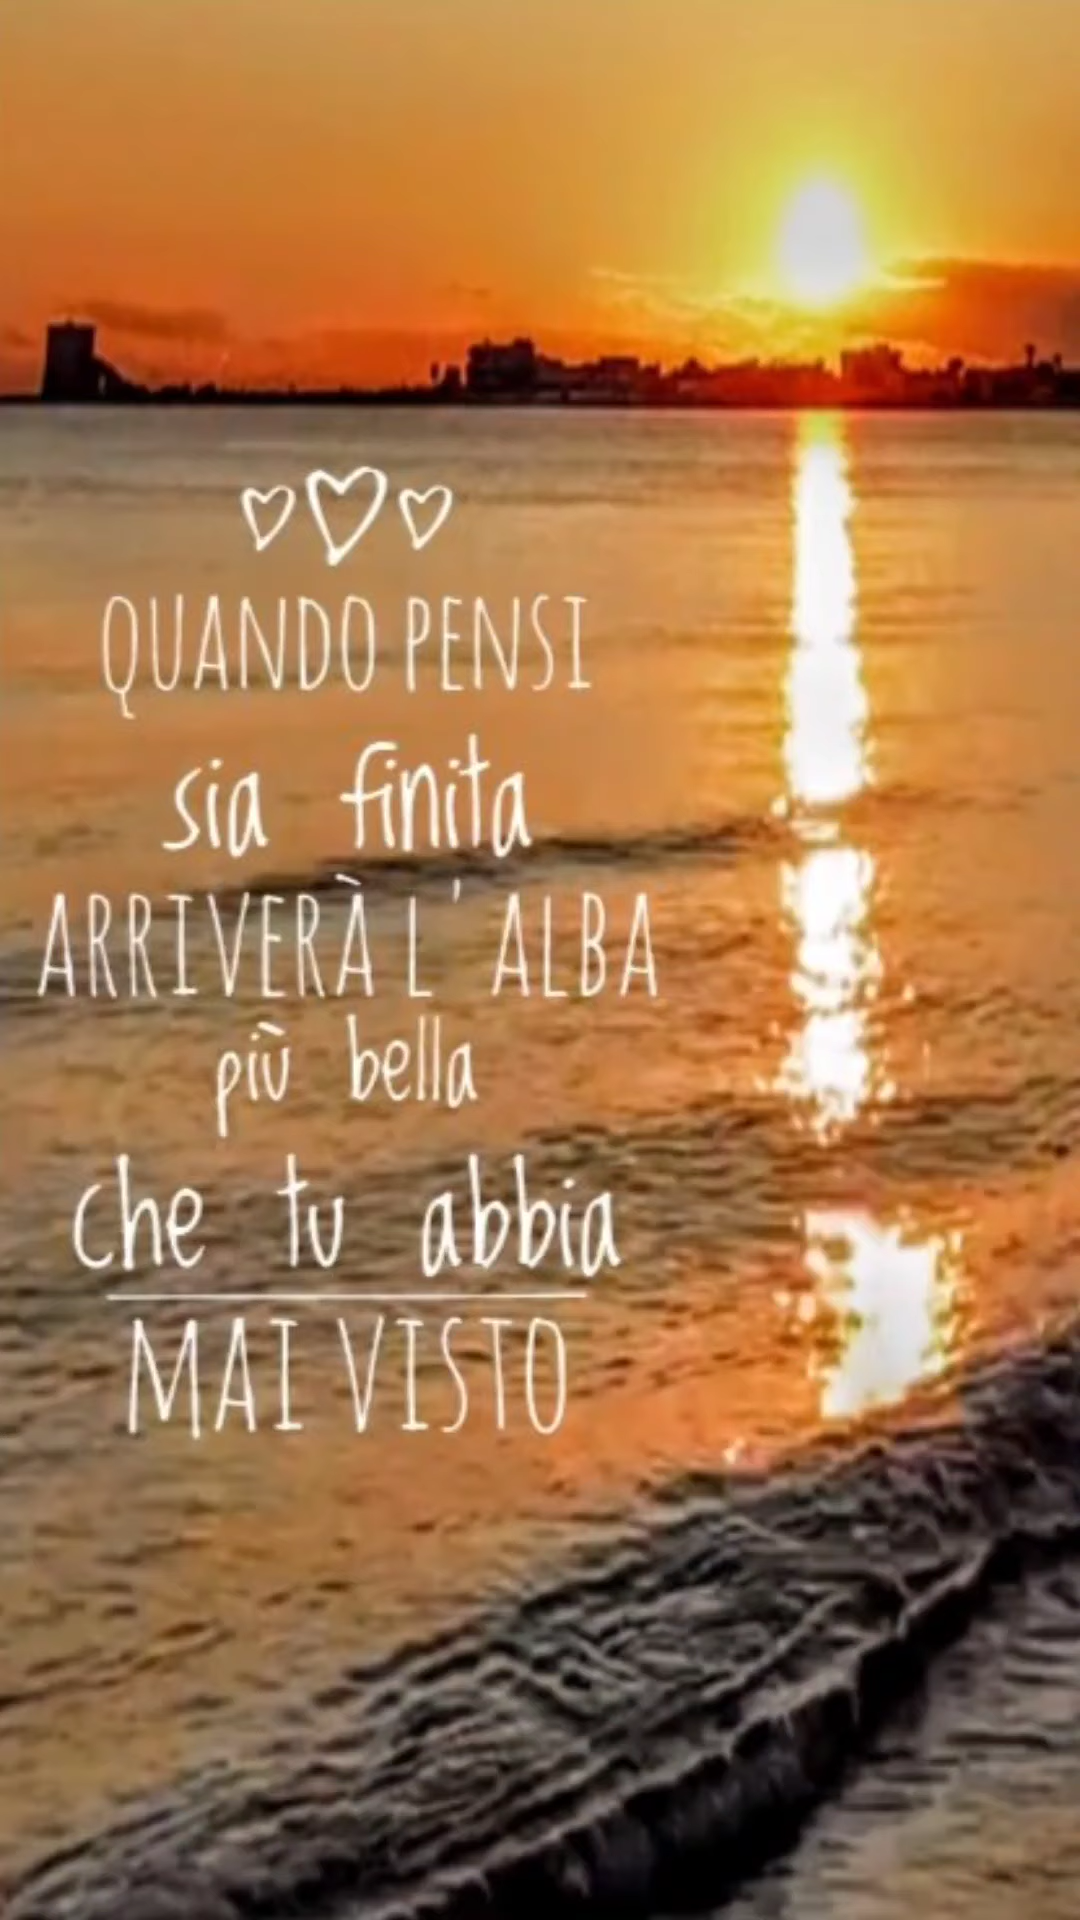 QUANDO PENSI
sia finita
ARRIVERÀ L'ALBA
più bella
che tu abbia
MAI VISTO